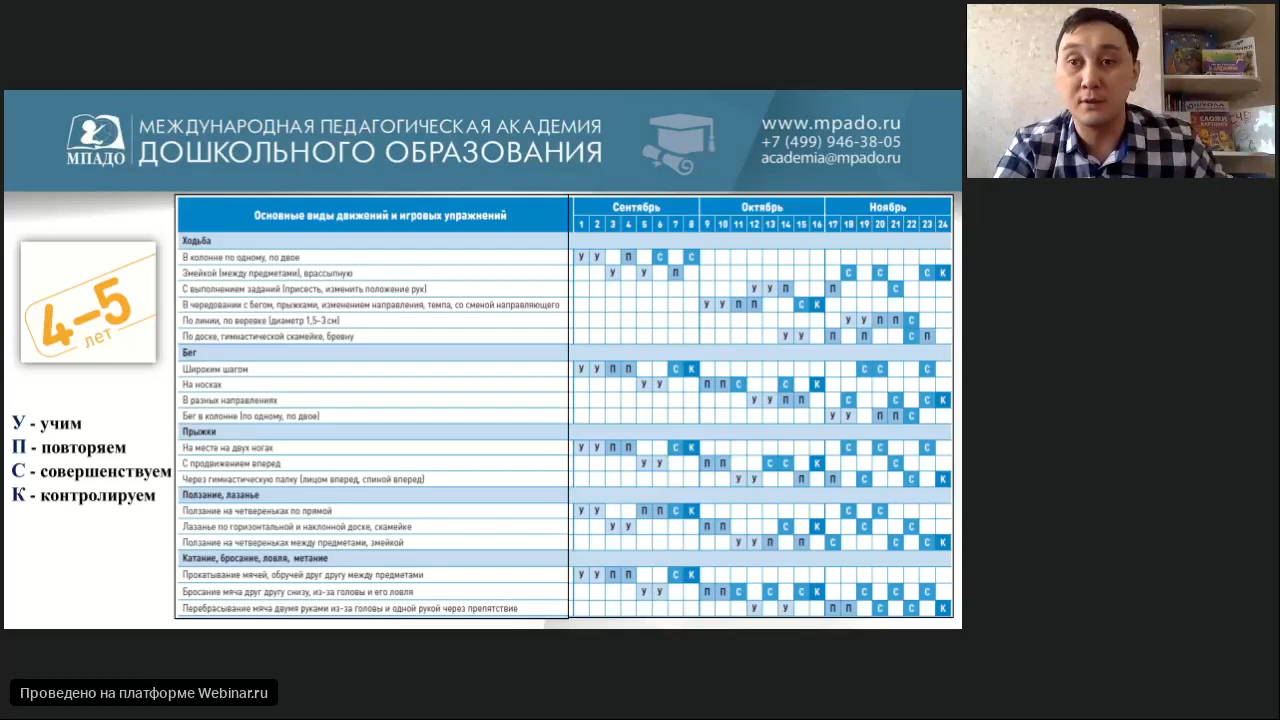 МПАДО
МЕЖДУНАРОДНАЯ ПЕДАГОГИЧЕСКАЯ АКАДЕМИЯ
ДОШКОЛЬНОГО ОБРАЗОВАНИЯ
www.mpado.ru
+7 (499) 946-38-05
academia@mpado.ru
4–5
лет
У - учим
П - повторяем
С - совершенствуем
К - контролируем
Основные виды движений и игровых упражнений
Сентябрь Октябрь Ноябрь
1 2 3 4 5 6 7 8 9 10 11 12 13 14 15 16 17 18 19 20 21 22 23 24
Ходьба
В колонне по одному, по двое У У П С С
Змейкой (между предметами), врассыпную У У П С С С К
С выполнением заданий (присесть, изменить положение рук) У У П П С
В чередовании с бегом, прыжками, изменением направления, темпа, со сменой направляющего У У П П С К
По линии, по веревке (диаметр 1,5–3 см) У У П П С
По доске, гимнастической скамейке, бревну У У П П С П
Бег
Широким шагом У У П П С К С С С
На носках У У П П С С К
В разных направлениях У У П П С С С К
Бег в колонне (по одному, по двое) У У П П С
Прыжки
На месте на двух ногах У У П П С К С С С
С продвижением вперед У У П П С С К С
Через гимнастическую палку (лицом вперед, спиной вперед) У У П П С С К
Ползание, лазанье
Ползание на четвереньках по прямой У У П П С К С С
Лазанье по горизонтальной и наклонной доске, скамейке У У П П С К С С
Ползание на четвереньках между предметами, змейкой У У П П С С С К
Катание, бросание, ловля, метание
Прокатывание мячей, обручей друг другу между предметами У У П П С К
Бросание мяча друг другу снизу, из-за головы и его ловля У У П П С С С К С С С
Перебрасывание мяча двумя руками из-за головы и одной рукой через препятствие У У П П С С К
Проведено на платформе Webinar.ru